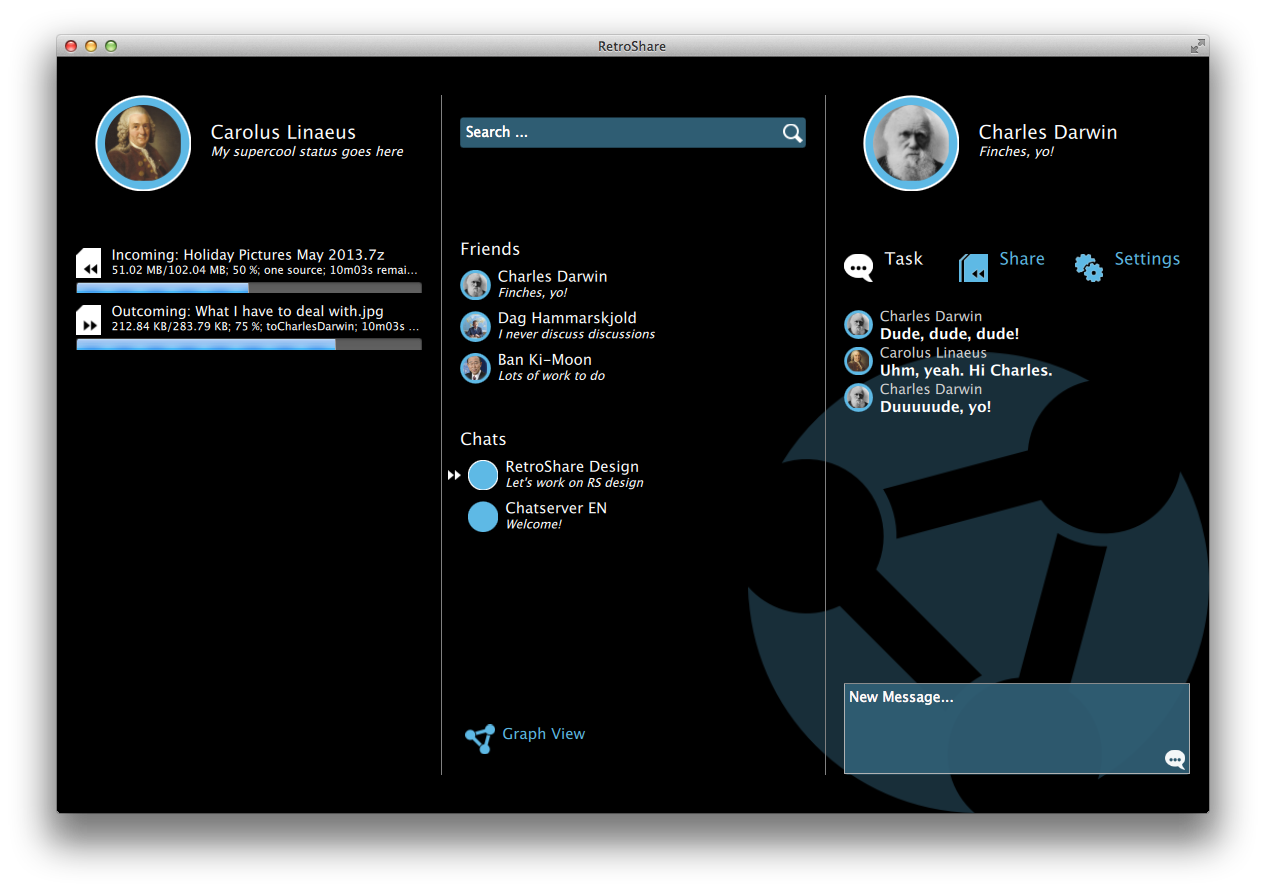 RetroShare
Carolus Linaeus
My supercool status goes here
Incoming: Holiday Pictures May 2013.7z
51.02 MB/102.04 MB; 50 %; one source; 10m03s remai...
Outcoming: What I have to deal with.jpg
212.84 KB/283.79 KB; 75 %; toCharlesDarwin; 10m03s ...
Search ...
Friends
Charles Darwin
Finches, yo!
Dag Hammarskjold
I never discuss discussions
Ban Ki-Moon
Lots of work to do
Chats
RetroShare Design
Let's work on RS design
Chatserver EN
Welcome!
Graph View
Charles Darwin
Finches, yo!
Task
Share
Settings
Charles Darwin
Dude, dude, dude!
Carolus Linaeus
Uhm, yeah. Hi Charles.
Charles Darwin
Duuuuude, yo!
New Message...